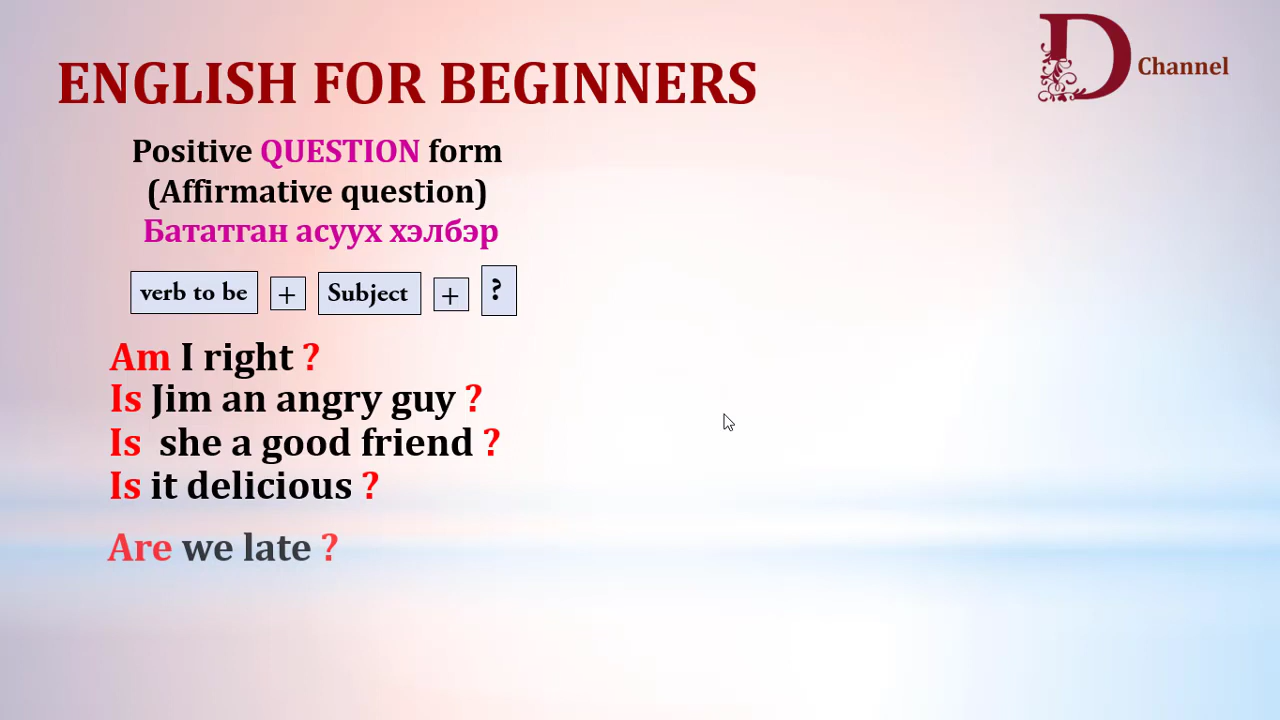 D Channel
ENGLISH FOR BEGINNERS
Positive QUESTION form
(Affirmative question)
Бататган асуух хэлбэр
verb to be + Subject + ?
Am I right ?
Is Jim an angry guy ?
Is she a good friend ?
Is it delicious ?
Are we late ?